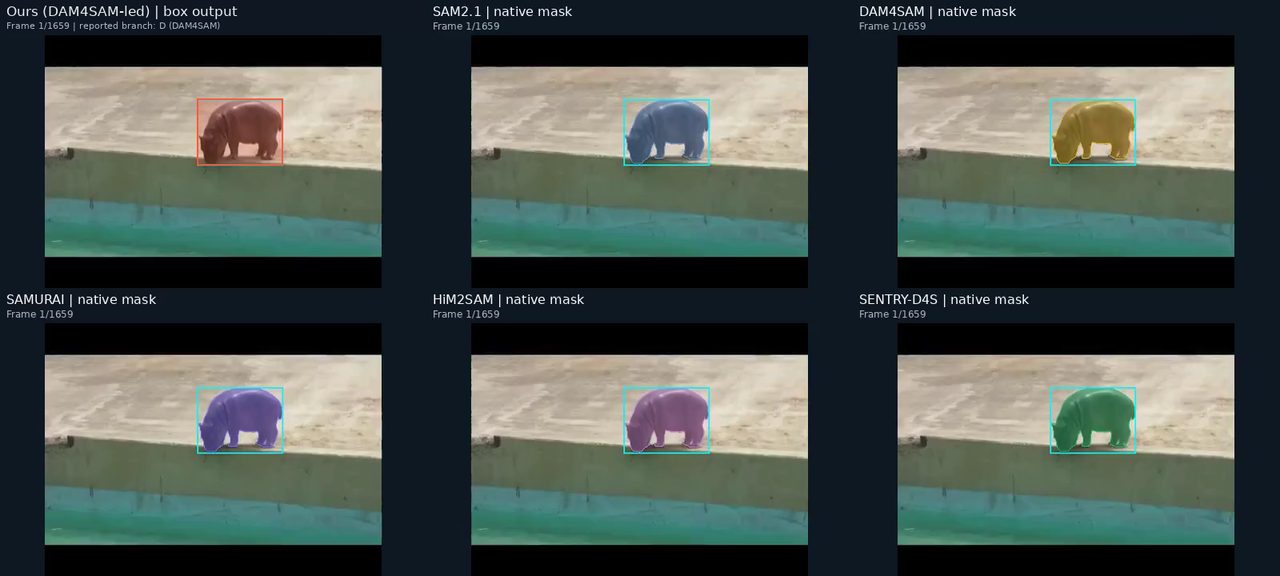 Ours (DAM4SAM-led) | box output
Frame 1/1659 | reported branch: D (DAM4SAM)
SAM2.1 | native mask
Frame 1/1659
DAM4SAM | native mask
Frame 1/1659
SAMURAI | native mask
Frame 1/1659
HiM2SAM | native mask
Frame 1/1659
SENTRY-D4S | native mask
Frame 1/1659